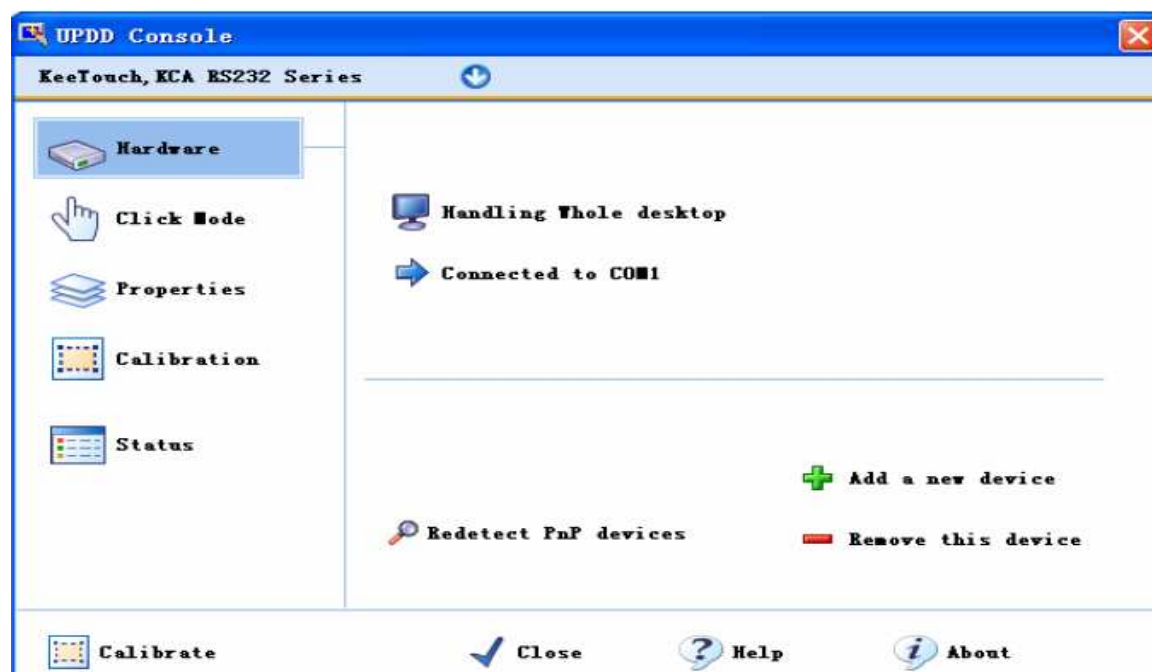 UPDD Console
KeeTouch,KCA RS232 Series
Hardware
Click Mode
Properties
Calibration
Status
Handling Whole desktop
Connected to COM1
Add a new device
Redetect PnP devices
Remove this device
Calibrate
Close
Help
About